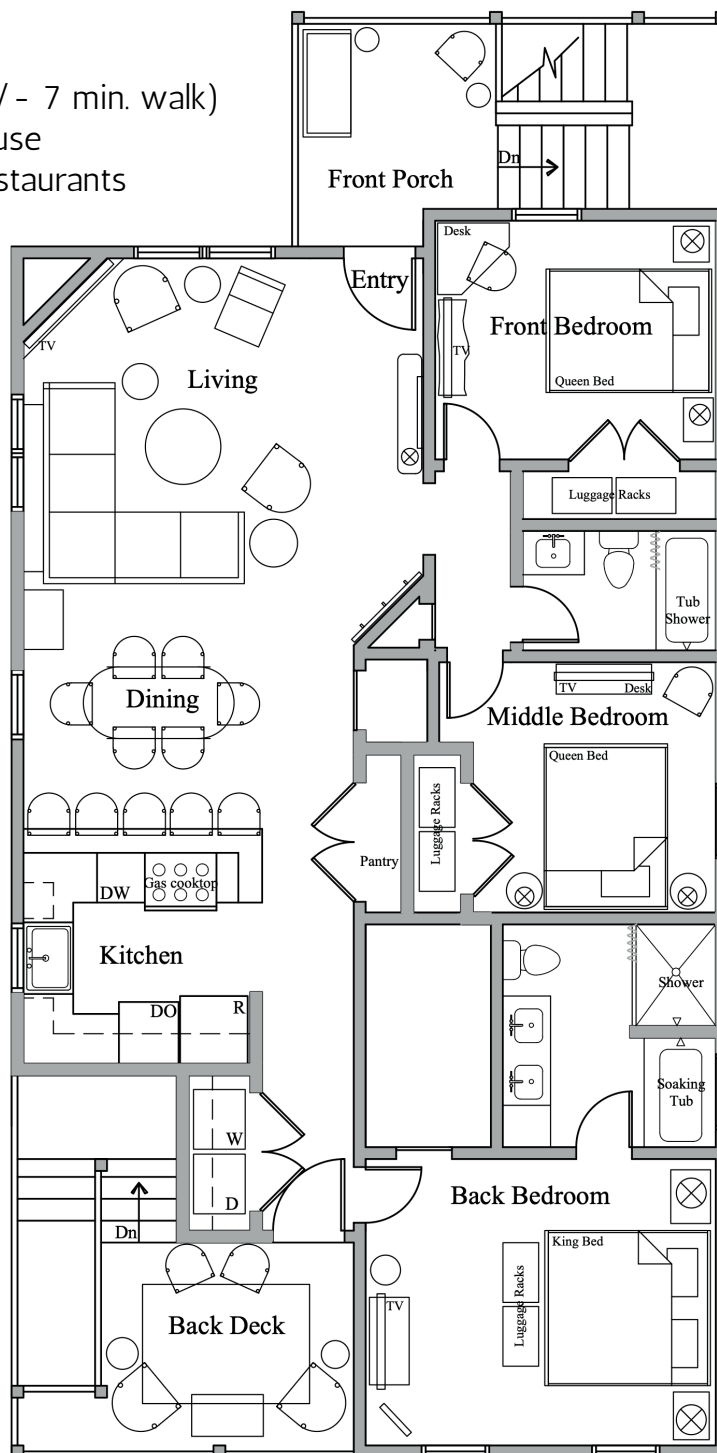 / - 7 min. walk)
use
staurants
Front Porch
Dn
Desk
Entry
Front Bedroom
TV
TV
Living
Queen Bed
Luggage Racks
Tub
Shower
TV
Desk
Dining
Middle Bedroom
Queen Bed
Luggage Racks
Pantry
Gas cooktop
DW
Kitchen
Shower
DO
R
Soaking
Tub
W
D
Back Bedroom
Dn
King Bed
Luggage Racks
TV
Back Deck